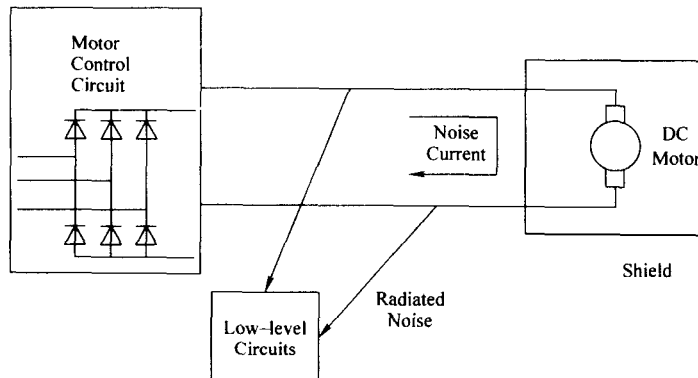 Motor
Control
Circuit
Noise
Current
DC
Motor
Shield
Radiated
Noise
Low-level
Circuits